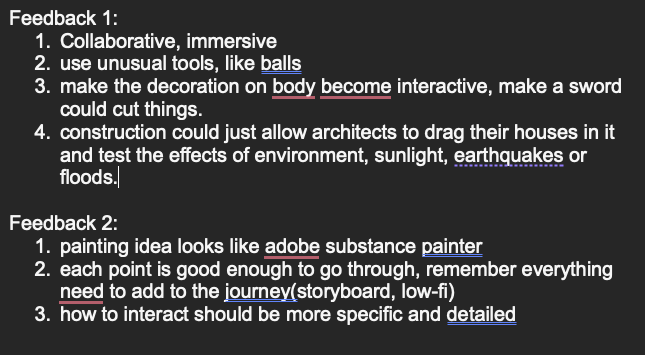 Feedback 1:
1. Collaborative, immersive
2. use unusual tools, like balls
3. make the decoration on body become interactive, make a sword
could cut things.
4. construction could just allow architects to drag their houses in it
and test the effects of environment, sunlight, earthquakes or
floods.
Feedback 2:
1. painting idea looks like adobe substance painter
2. each point is good enough to go through, remember everything
need to add to the journey(storyboard, low-fi)
3. how to interact should be more specific and detailed